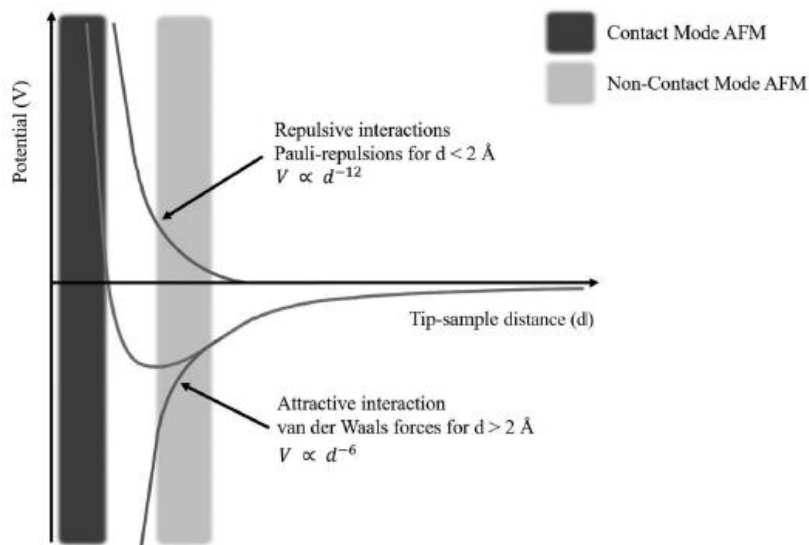 Contact Mode AFM
Non-Contact Mode AFM
Potential (V)
Repulsive interactions
Pauli-repulsions for d < 2 Å
V ∝ d⁻¹²
Tip-sample distance (d)
Attractive interaction
van der Waals forces for d > 2 Å
V ∝ d⁻⁶